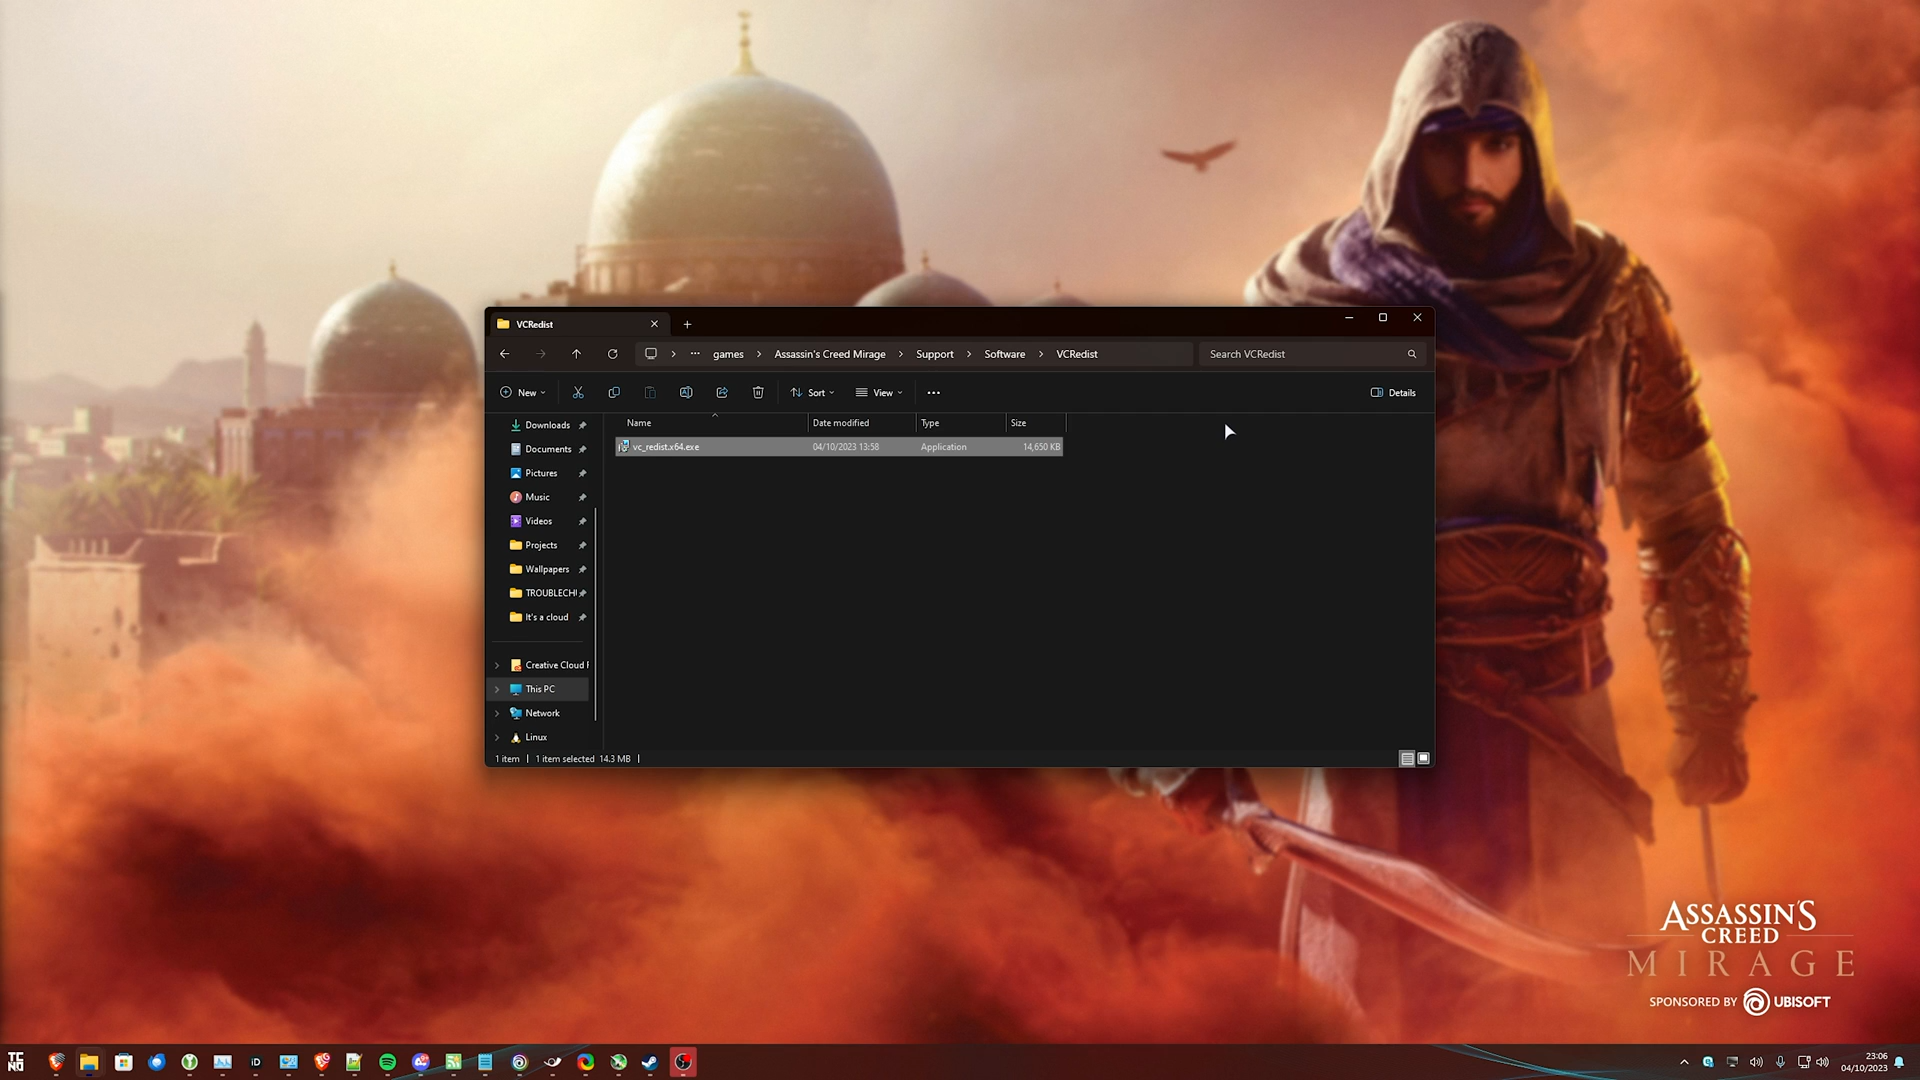 VCRedist
games
Assassin's Creed Mirage
Support
Software
VCRedist
Search VCRedist
New
Sort
View
Details
Downloads
Documents
Pictures
Music
Videos
Projects
Wallpapers
TROUBLECH
It's a cloud
Creative Cloud F
This PC
Network
Linux
Name
Date modified
Type
Size
vc_redist.x64.exe
04/10/2023 13:58
Application
14,650 KB
1 item
1 item selected 14.3 MB
ASSASSIN'S
CREED
MIRAGE
SPONSORED BY UBISOFT
TC
NO
iD
23:06
04/10/2023